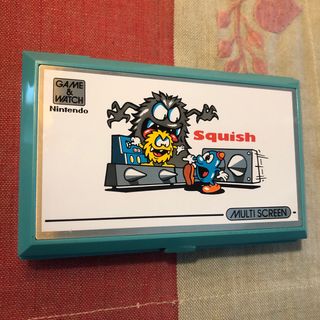 GAME &
WATCH
Nintendo
Squish
MULTI SCREEN